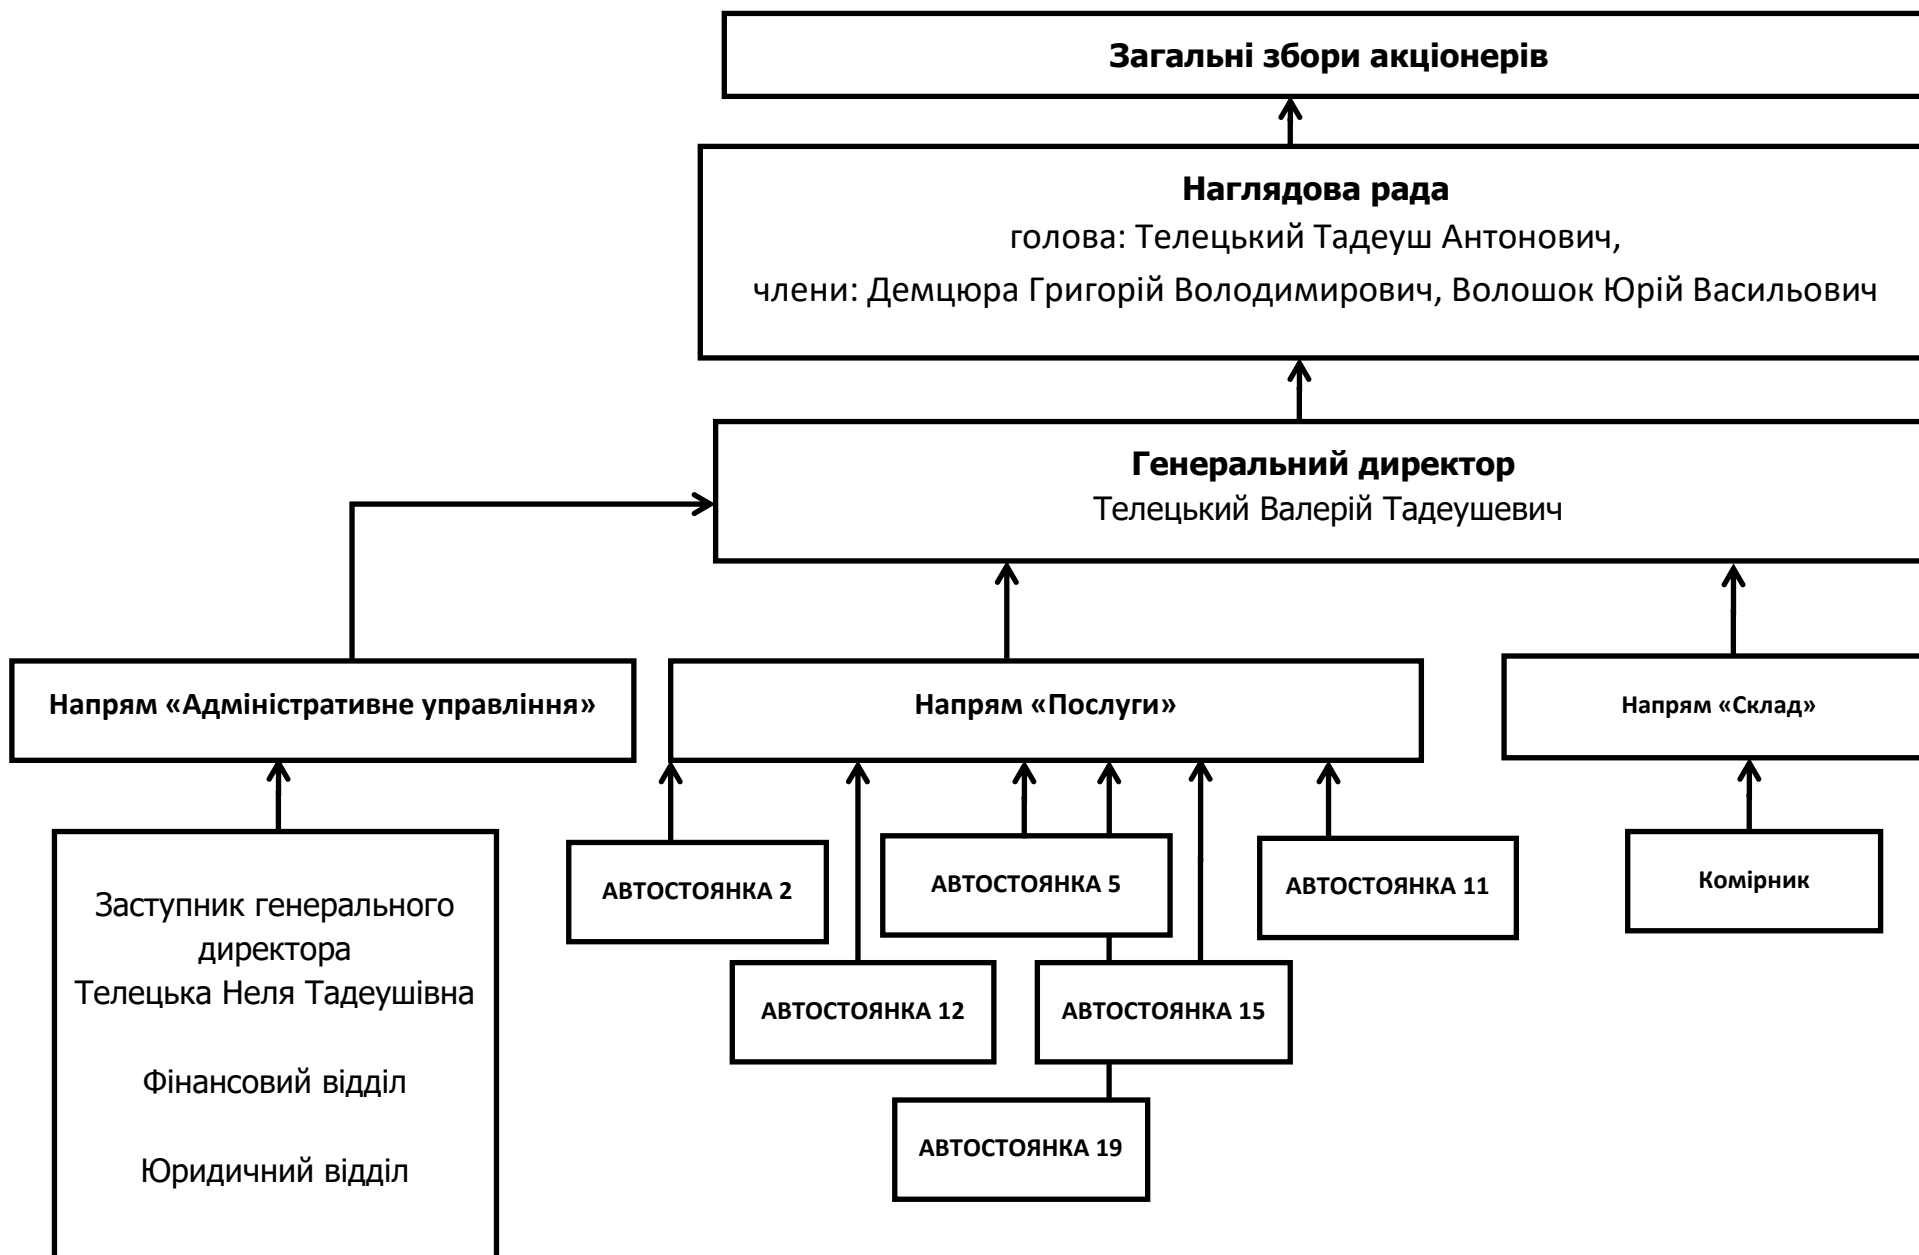 Загальні збори акціонерів
Наглядова рада
голова: Телецький Тадеуш Антонович,
члени: Демцюра Григорій Володимирович, Волошок Юрій Васильович
Генеральний директор
Телецький Валерій Тадеушевич
Напрям «Адміністративне управління»
Напрям «Послуги»
Напрям «Склад»
Заступник генерального
директора
Телецька Неля Тадеушівна
Фінансовий відділ
Юридичний відділ
АВТОСТОЯНКА 2
АВТОСТОЯНКА 5
АВТОСТОЯНКА 11
Комірник
АВТОСТОЯНКА 12
АВТОСТОЯНКА 15
АВТОСТОЯНКА 19